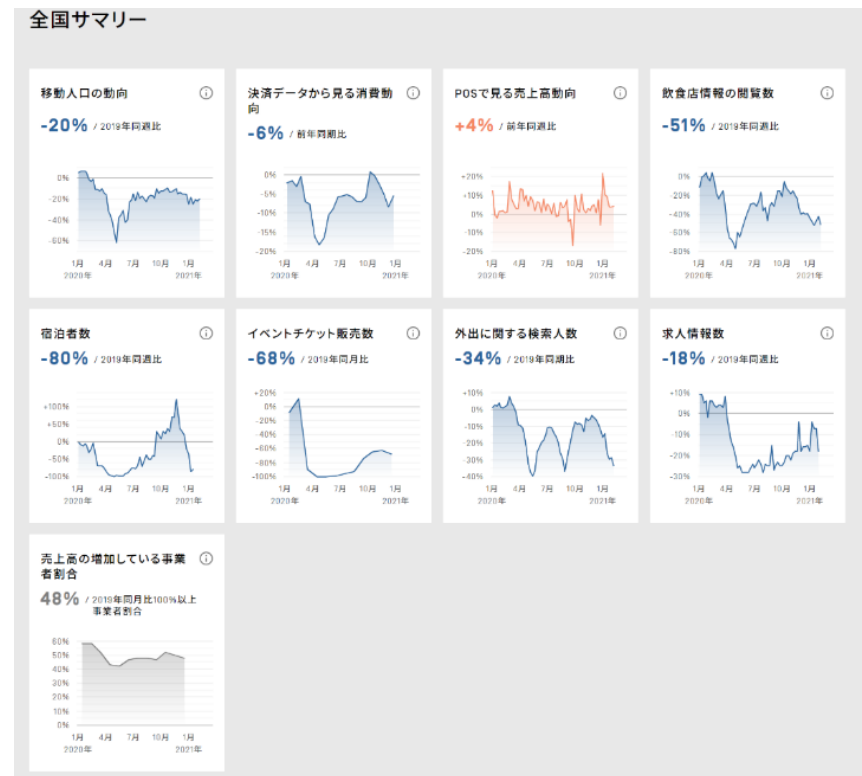 全国サマリー
移動人口の動向
-20% / 2019年同週比
0%
-20%
-40%
-60%
1月 4月 7月 10月 1月
2020年 2021年
決済データから見る消費動
向
-6% / 前年同期比
0%
-5%
-10%
-15%
-20%
1月 4月 7月 10月 1月
2020年 2021年
POSで見る売上高動向
+4% / 前年同週比
+20%
+10%
0%
-10%
-20%
1月 4月 7月 10月 1月
2020年 2021年
飲食店情報の閲覧数
-51% / 2019年同週比
0%
-20%
-40%
-60%
-80%
1月 4月 7月 10月 1月
2020年 2021年
宿泊者数
-80% / 2019年同週比
+100%
+50%
0%
-50%
-100%
1月 4月 7月 10月 1月
2020年 2021年
イベントチケット販売数
-68% / 2019年同月比
+20%
0%
-20%
-40%
-60%
-80%
-100%
1月 4月 7月 10月 1月
2020年 2021年
外出に関する検索人数
-34% / 2019年同期比
+10%
0%
-10%
-20%
-30%
-40%
1月 4月 7月 10月 1月
2020年 2021年
求人情報数
-18% / 2019年同週比
+10%
0%
-10%
-20%
-30%
1月 4月 7月 10月 1月
2020年 2021年
売上高の増加している事業
者割合
48% / 2019年同月比100%以上
事業者割合
60%
50%
40%
30%
20%
10%
0%
1月 4月 7月 10月 1月
2020年 2021年